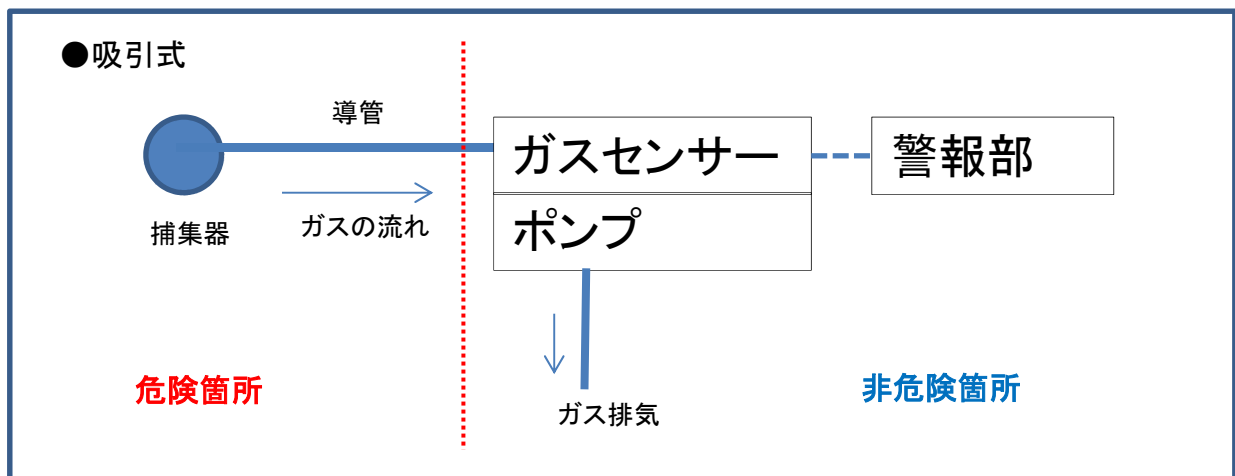 ●吸引式
導管
ガスセンサー
警報部
捕集器
ガスの流れ
ポンプ
危険箇所
ガス排気
非危険箇所